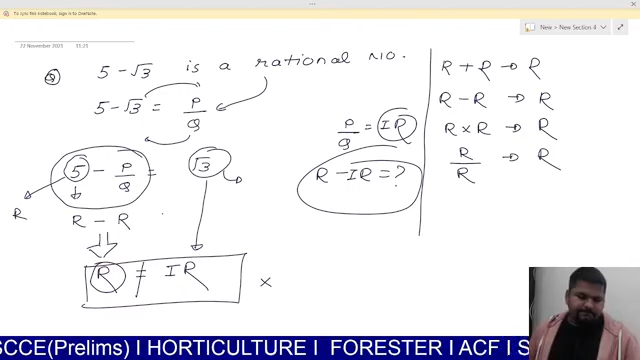 To sync this notebook, sign in to OneNote.
New
New Section 4
22 November 2021 11:21
Q 5 - √3 is a rational NO.
5 - √3 = P/Q
5 - P/Q = √3
R
R - R
R ≠ IR
×
P/Q = IR
R - IR = ?
R + R → R
R - R → R
R × R → R
R/R → R
SCCE(Prelims) I HORTICULTURE I FORESTER I ACF I S